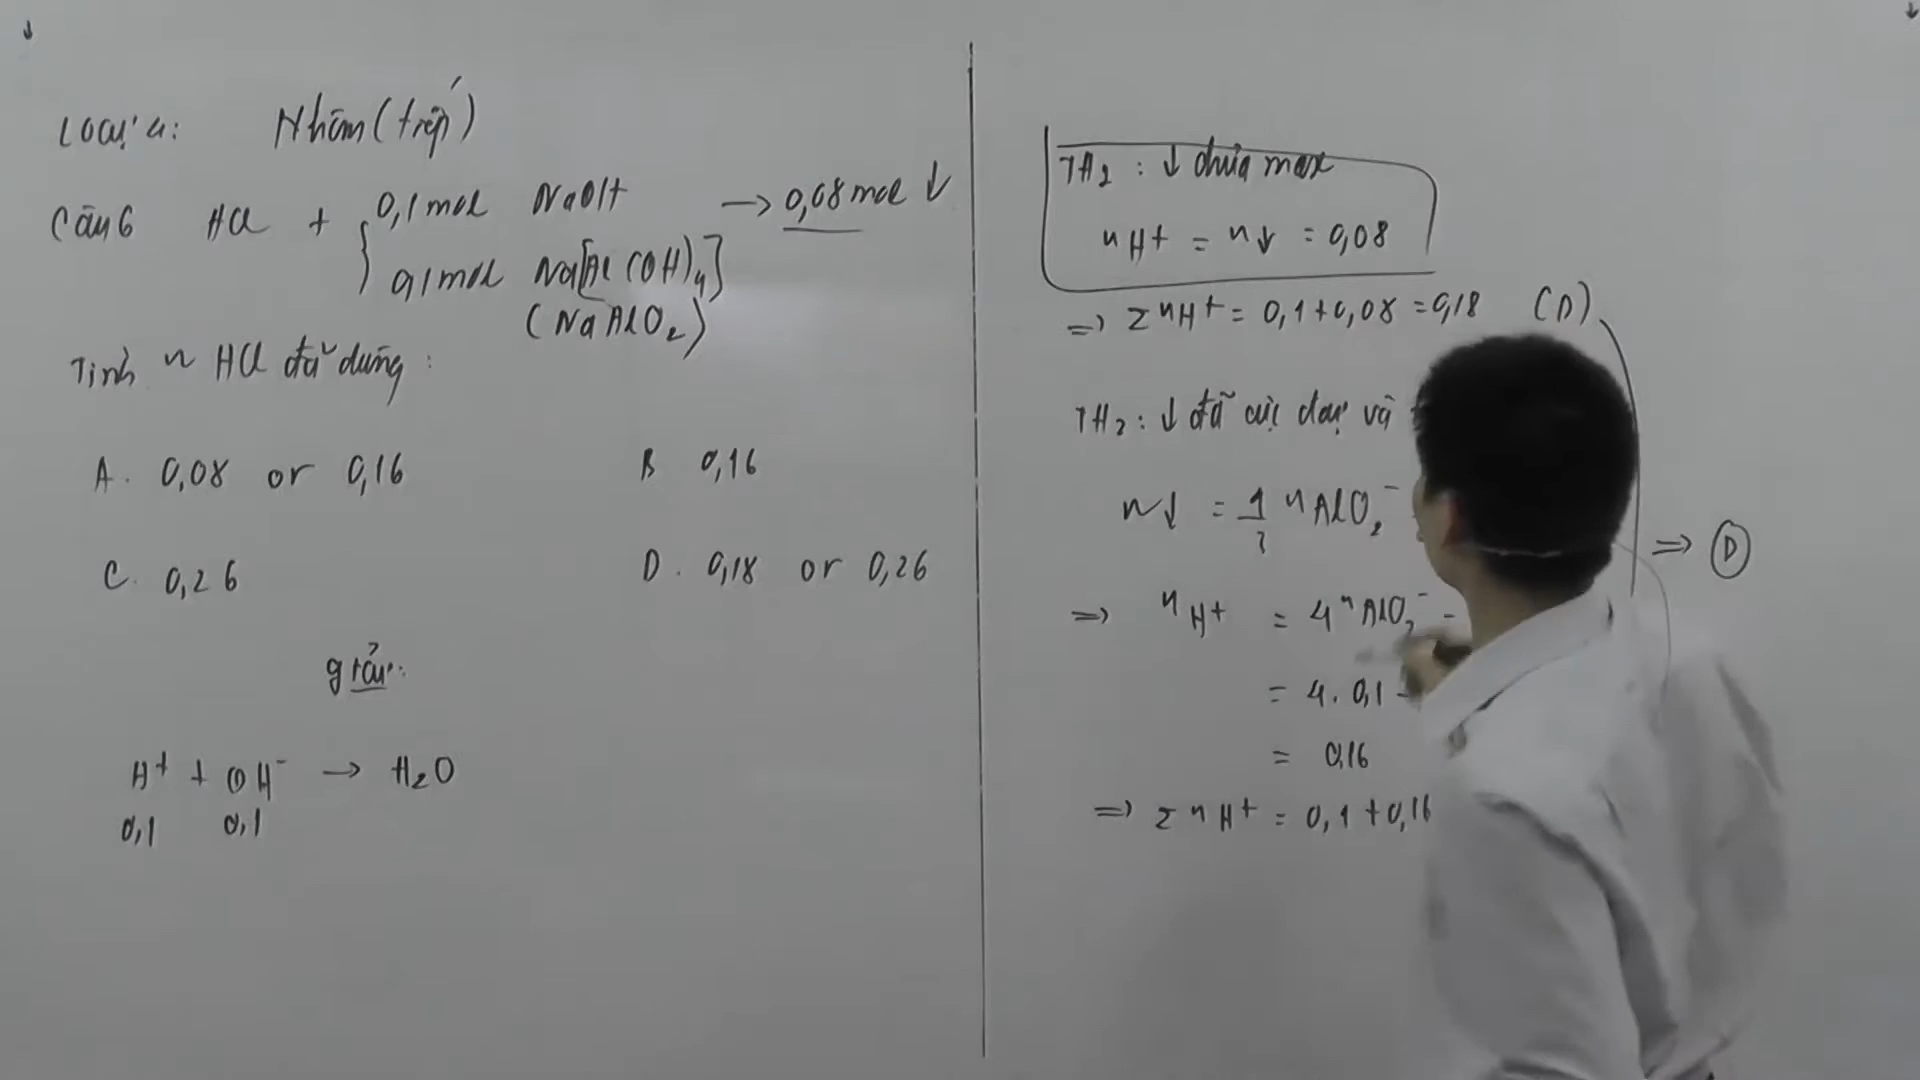 Loại 4: Nhôm (tiếp)
Câu 6 HCl + { 0,1 mol NaOH → 0,08 mol ↓
0,1 mol Na[Al(OH)4]
(NaAlO2)
Tính n HCl đã dùng:
A. 0,08 or 0,16 B 0,16
C. 0,26 D. 0,18 or 0,26
giải:
H+ + OH- → H2O
0,1 0,1
TH1: ↓ chưa max
nH+ = n↓ = 0,08
=> ΣnH+ = 0,1+0,08 = 0,18 (D)
TH2: ↓ đã cực đại và
n↓ = 1/3 nAlO2-
=> nH+ = 4nAlO2- -
= 4. 0,1 -
= 0,16
=> ΣnH+ = 0,1 + 0,16
=> D